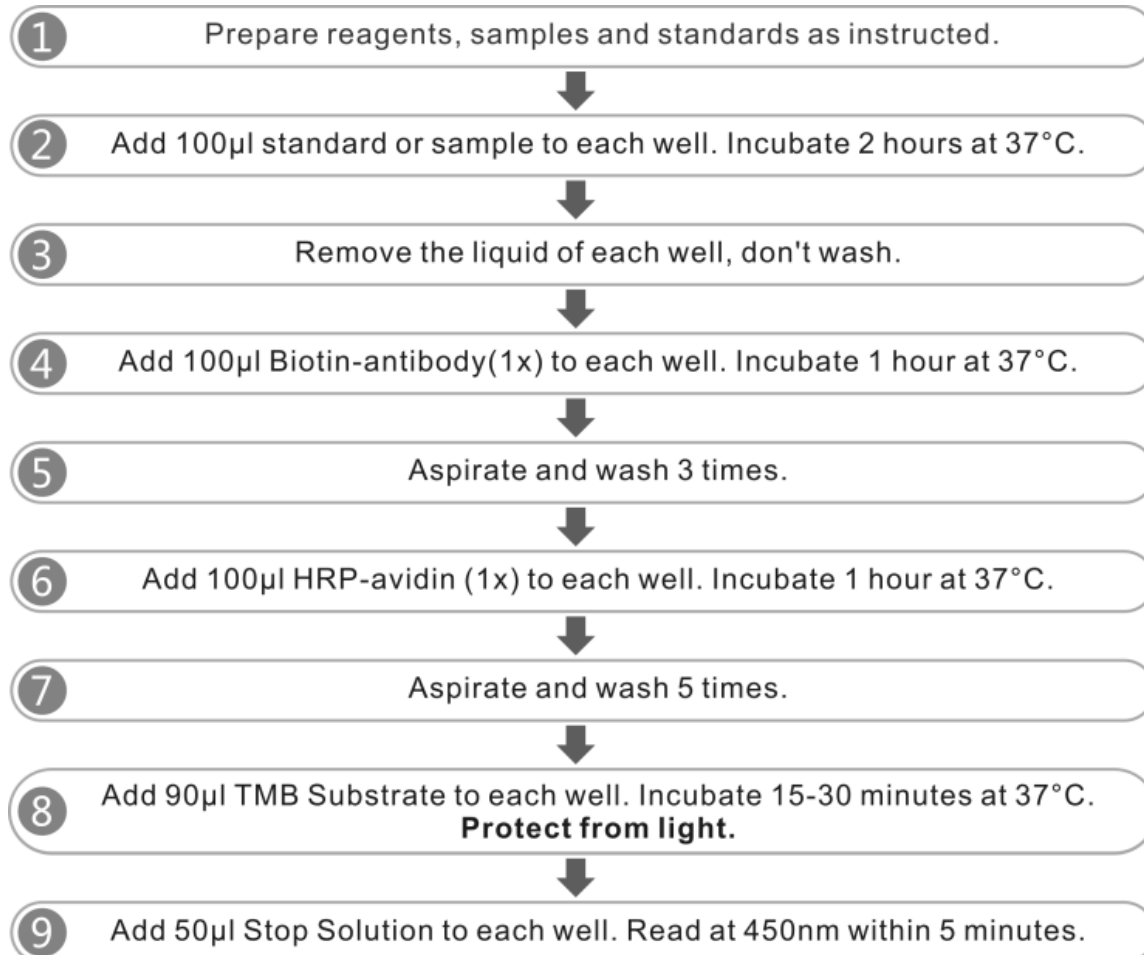 1 Prepare reagents, samples and standards as instructed.
2 Add 100µl standard or sample to each well. Incubate 2 hours at 37°C.
3 Remove the liquid of each well, don't wash.
4 Add 100µl Biotin-antibody(1x) to each well. Incubate 1 hour at 37°C.
5 Aspirate and wash 3 times.
6 Add 100µl HRP-avidin (1x) to each well. Incubate 1 hour at 37°C.
7 Aspirate and wash 5 times.
8 Add 90µl TMB Substrate to each well. Incubate 15-30 minutes at 37°C.
Protect from light.
9 Add 50µl Stop Solution to each well. Read at 450nm within 5 minutes.